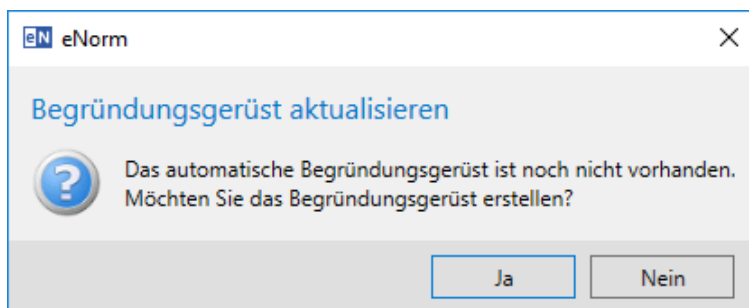 eN eNorm
Begründungsgerüst aktualisieren
Das automatische Begründungsgerüst ist noch nicht vorhanden.
Möchten Sie das Begründungsgerüst erstellen?
Ja Nein